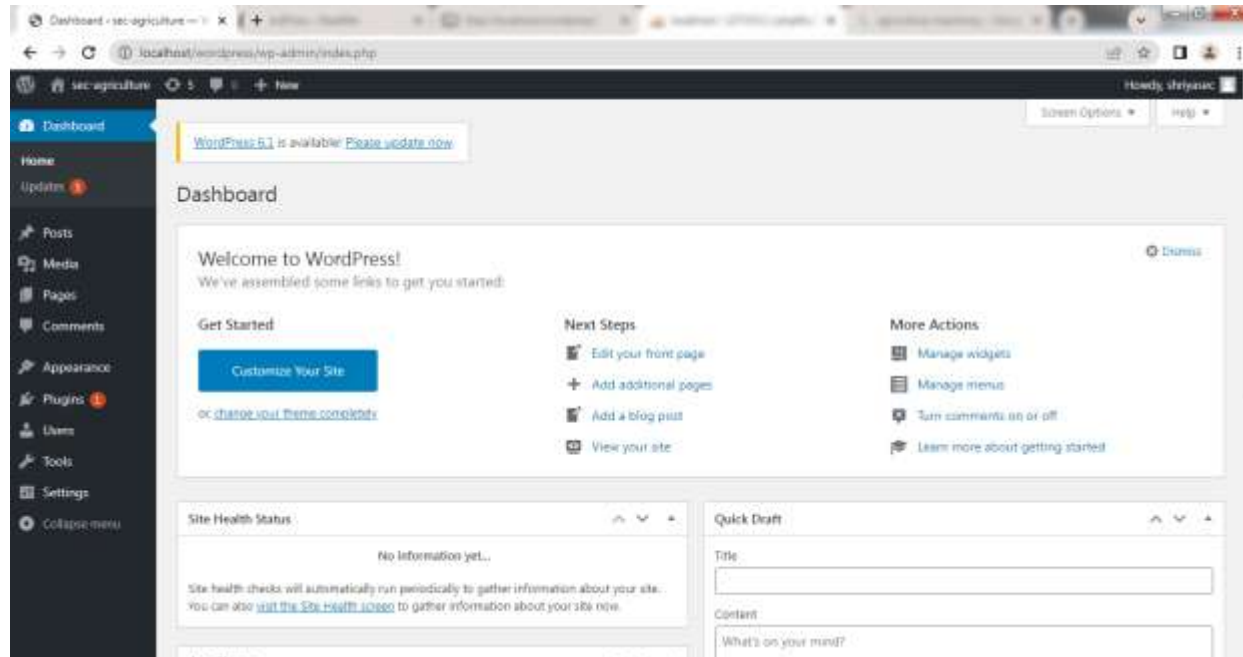 Dashboard ‹ sec-agriculture —
localhost/wordpress/wp-admin/index.php
sec-agriculture 5 New Howdy, shriyasec
Screen Options Help
Dashboard
Home
Updates
Posts
Media
Pages
Comments
Appearance
Plugins 1
Users
Tools
Settings
Collapse menu
WordPress 6.1 is available! Please update now.
Dashboard
Welcome to WordPress!
We've assembled some links to get you started:
Dismiss
Get Started
Customize Your Site
or, change your theme completely
Next Steps
Edit your front page
Add additional pages
Add a blog post
View your site
More Actions
Manage widgets
Manage menus
Turn comments on or off
Learn more about getting started
Site Health Status
No information yet...
Site health checks will automatically run periodically to gather information about your site.
You can also visit the Site Health screen to gather information about your site now.
Quick Draft
Title
Content
What's on your mind?